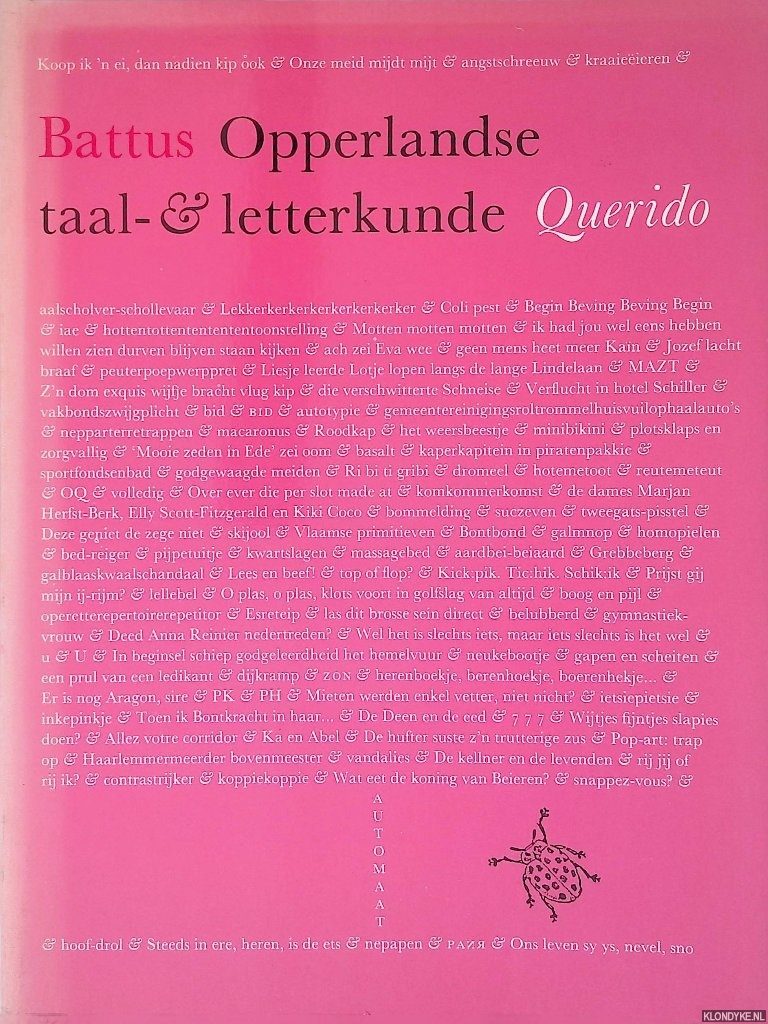 Koop ik 'n ei, dan nadien kip ook & Onze meid mijdt mijt & angstschreeuw & kraaieëieren &
Battus Opperlandse
taal- & letterkunde Querido
aalscholver-schollevaar & Lekkerkerkerkerkerkerkerker & Coli pest & Begin Beving Beving Begin
& iae & hottentottentententententoonstelling & Motten motten motten & ik had jou wel eens hebben
willen zien durven blijven staan kijken & ach zei Eva wee & geen mens heet meer Kain & Jozef lacht
braaf & peuterpoepwerppret & Liesje leerde Lotje lopen langs de lange Lindelaan & MAZT &
Z'n dom exquis wijfje bracht vlug kip & die verschwitterte Schneise & Verflucht in hotel Schiller &
vakbondszwijgplicht & bid & BID & autotypie & gemeentereinigingsroltrommelhuisvuilophaalauto's
& nepparterretrappen & macaronus & Roodkap & het weersbeestje & minibikini & plotsklaps en
zorgvallig & 'Mooie zeden in Ede' zei oom & basalt & kaperkapitein in piratenpakkie &
sportfondsenbad & godgewaagde meiden & Ri bi ti gribi & dromeel & hotemetoot & reutemeteut
& OQ & volledig & Over ever die per slot made at & komkommerkomst & de dames Marjan
Herfst-Berk, Elly Scott-Fitzgerald en Kiki Coco & bommelding & suczeven & tweegats-pisstel &
Deze geniet de zege niet & skijool & Vlaamse primitieven & Bontbond & galmnop & homopielen
& bed-reiger & pijpetuitje & kwartslagen & massagebed & aardbei-beiaard & Grebbeberg &
galblaaskwaalschandaal & Lees en beef! & top of flop? & Kick:pik. Tic:hik. Schik:ik & Prijst gij
mijn ij-rijm? & lellebel & O plas, o plas, klots voort in golfslag van altijd & boog en pijl &
operetterepertoirerepetitor & Esreteip & las dit brosse sein direct & belubberd & gymnastiek-
vrouw & Deed Anna Reinier nedertreden? & Wel het is slechts iets, maar iets slechts is het wel &
u & U & In beginsel schiep godgeleerdheid het hemelvuur & neukebootje & gapen en scheiten &
een prul van een ledikant & dijkramp & ZON & herenboekje, berenhoekje, boerenhekje... &
Er is nog Aragon, sire & PK & PH & Mieten werden enkel vetter, niet nicht? & ietsiepietsie &
inkepinkje & Toen ik Bontkracht in haar... & De Deen en de eed & 7 7 7 & Wijtjes fijntjes slapies
doen? & Allez votre corridor & Ka en Abel & De hufter suste z'n trutterige zus & Pop-art: trap
op & Haarlemmermeerder bovenmeester & vandalies & De kellner en de levenden & rij jij of
rij ik? & contrastrijker & koppiekoppie & Wat eet de koning van Beieren? & snappez-vous? &
A
U
T
O
M
A
A
T
& hoof-drol & Steeds in ere, heren, is de ets & nepapen & PAИЯ & Ons leven sy ys, nevel, sno
KLONDYKE.NL